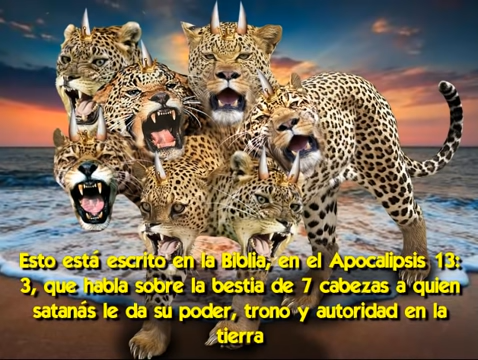 Esto está escrito en la Biblia, en el Apocalipsis 13:
3, que habla sobre la bestia de 7 cabezas a quien
satanás le da su poder, trono y autoridad en la
tierra